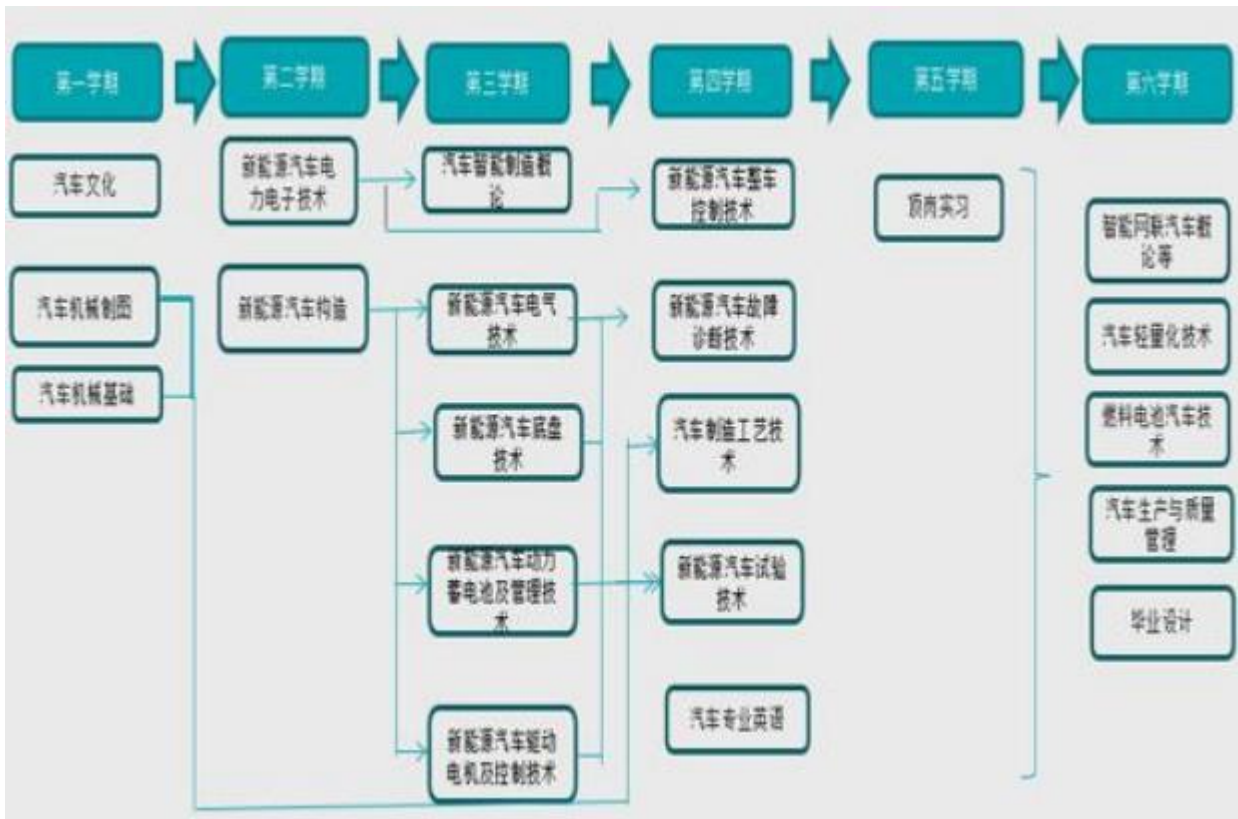 第一学期
第二学期
第三学期
第四学期
第五学期
第六学期
汽车文化
新能源汽车电
力电子技术
汽车智能制造概
论
新能源汽车整车
控制技术
顶岗实习
智能网联汽车概
论等
汽车机械制图
新能源汽车构造
新能源汽车电气
技术
新能源汽车故障
诊断技术
汽车轻量化技术
汽车机械基础
新能源汽车底盘
技术
汽车制造工艺技
术
燃料电池汽车技
术
汽车生产与质量
管理
新能源汽车动力
蓄电池及管理技
术
新能源汽车试验
技术
毕业设计
新能源汽车驱动
电机及控制技术
汽车专业英语